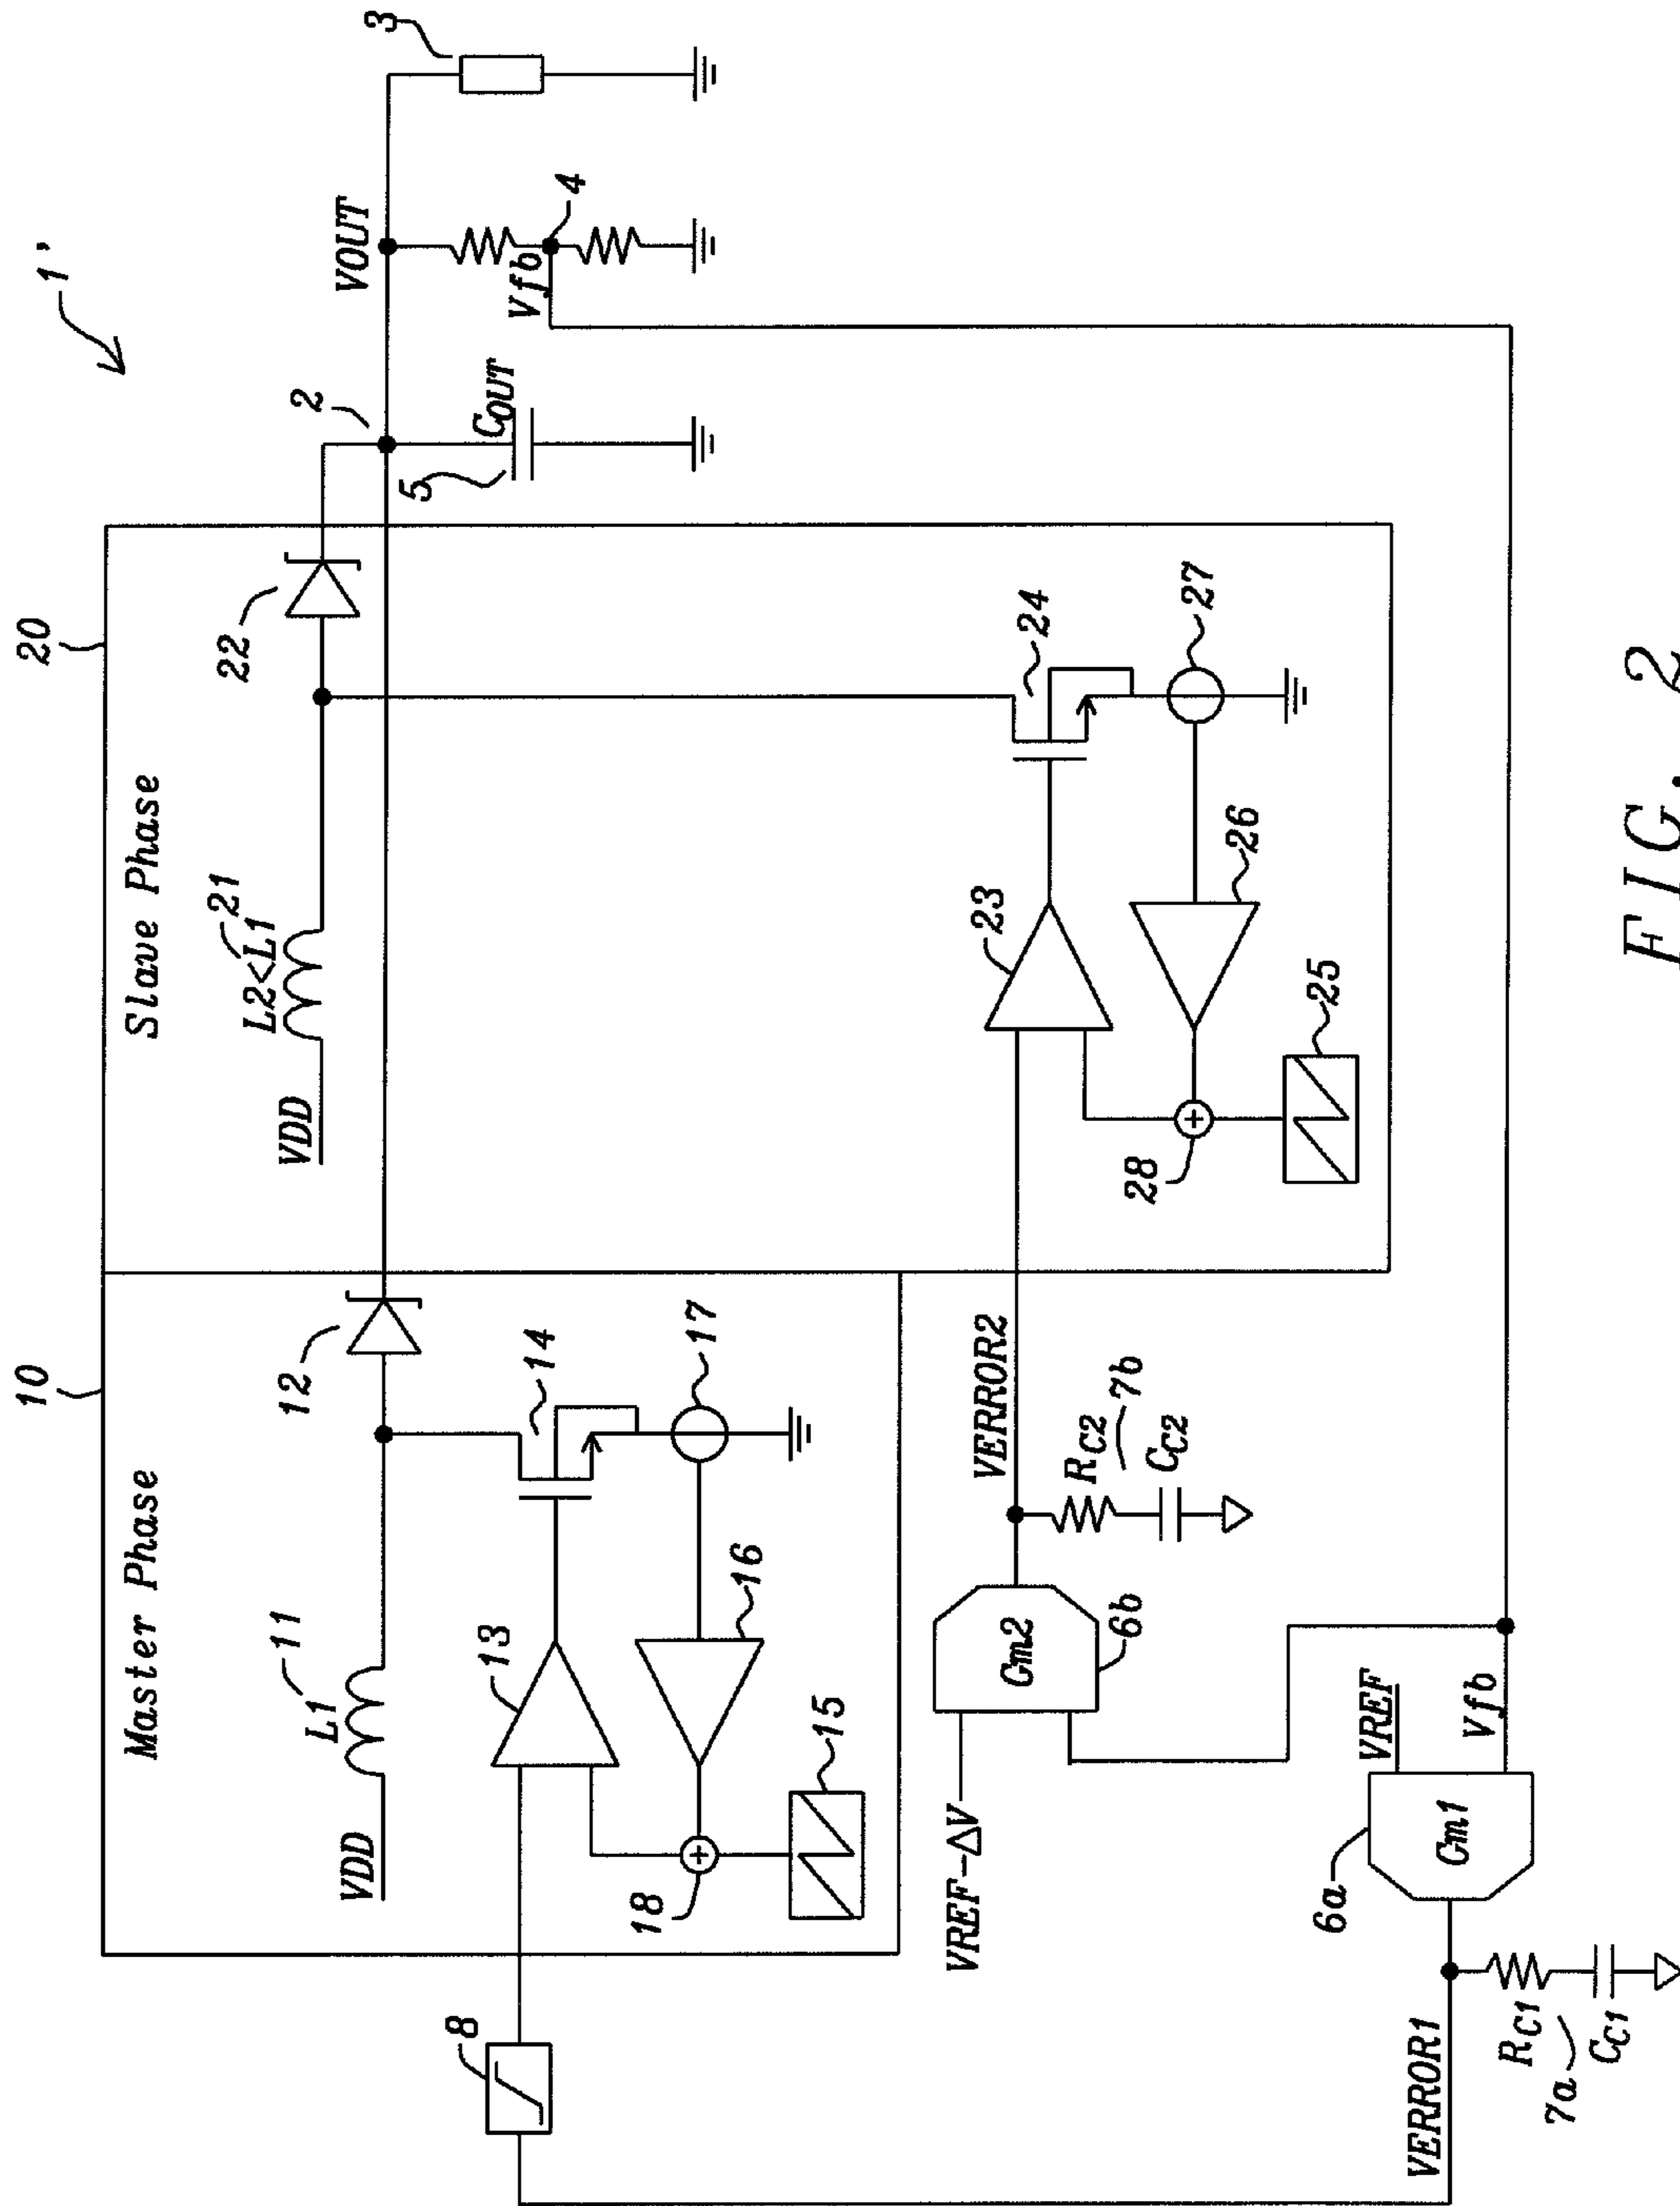 1'
10
20
Master Phase
Slave Phase
VDD
L1
11
12
VDD
L2<L1
21
22
2
VOUT
3
4
Vfb
5
COUT
8
13
14
15
16
17
18
23
24
25
26
27
28
VERROR2
RC2
7b
CC2
VREF-ΔV
Gm2
6b
VREF
Vfb
Gm1
6a
VERROR1
RC1
7a
CC1
FIG. 2